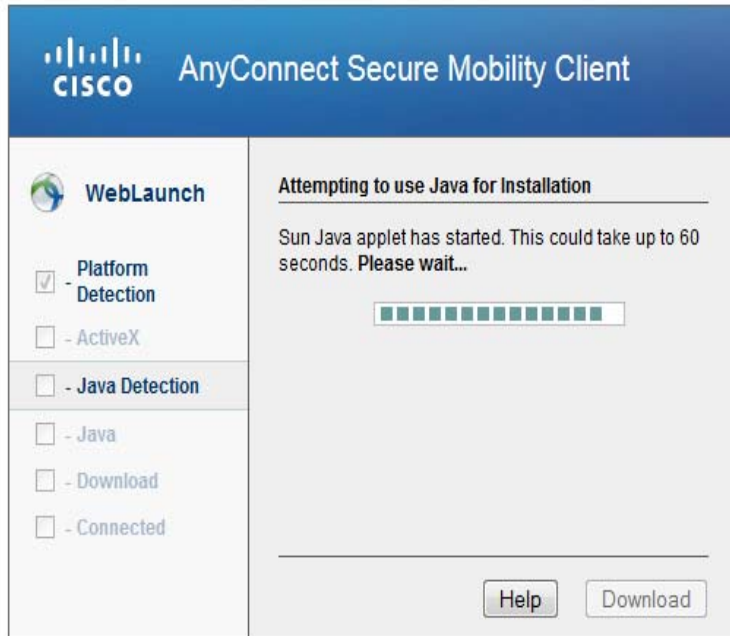 CISCO
AnyConnect Secure Mobility Client
WebLaunch
- Platform
Detection
- ActiveX
- Java Detection
- Java
- Download
- Connected
Attempting to use Java for Installation
Sun Java applet has started. This could take up to 60
seconds. Please wait...
Help
Download